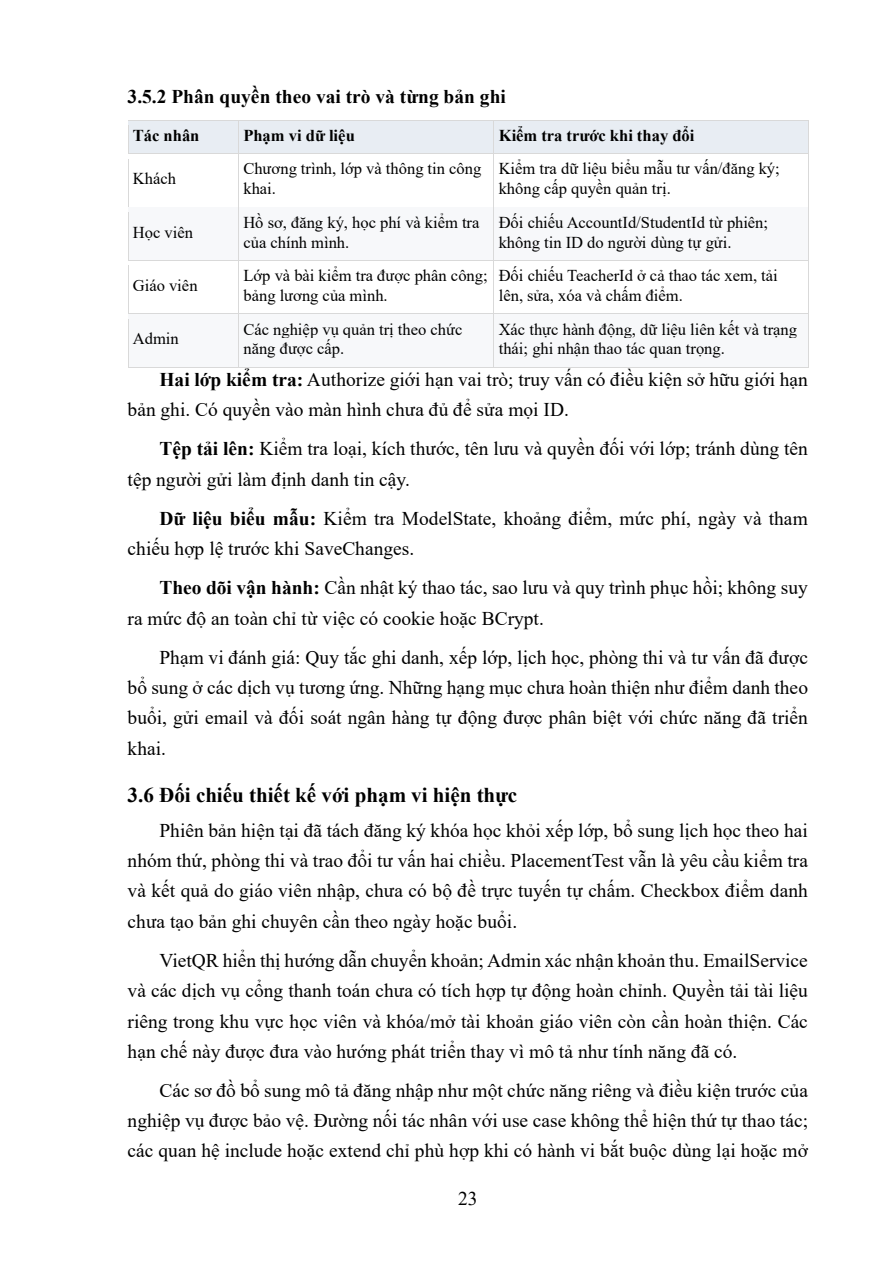 3.5.2 Phân quyền theo vai trò và từng bản ghi
Tác nhân Phạm vi dữ liệu Kiểm tra trước khi thay đổi
Khách Chương trình, lớp và thông tin công khai. Kiểm tra dữ liệu biểu mẫu tư vấn/đăng ký; không cấp quyền quản trị.
Học viên Hồ sơ, đăng ký, học phí và kiểm tra của chính mình. Đối chiếu AccountId/StudentId từ phiên; không tin ID do người dùng tự gửi.
Giáo viên Lớp và bài kiểm tra được phân công; bảng lương của mình. Đối chiếu TeacherId ở cả thao tác xem, tải lên, sửa, xóa và chấm điểm.
Admin Các nghiệp vụ quản trị theo chức năng được cấp. Xác thực hành động, dữ liệu liên kết và trạng thái; ghi nhận thao tác quan trọng.
Hai lớp kiểm tra: Authorize giới hạn vai trò; truy vấn có điều kiện sở hữu giới hạn
bản ghi. Có quyền vào màn hình chưa đủ để sửa mọi ID.
Tệp tải lên: Kiểm tra loại, kích thước, tên lưu và quyền đối với lớp; tránh dùng tên
tệp người gửi làm định danh tin cậy.
Dữ liệu biểu mẫu: Kiểm tra ModelState, khoảng điểm, mức phí, ngày và tham
chiếu hợp lệ trước khi SaveChanges.
Theo dõi vận hành: Cần nhật ký thao tác, sao lưu và quy trình phục hồi; không suy
ra mức độ an toàn chỉ từ việc có cookie hoặc BCrypt.
Phạm vi đánh giá: Quy tắc ghi danh, xếp lớp, lịch học, phòng thi và tư vấn đã được
bổ sung ở các dịch vụ tương ứng. Những hạng mục chưa hoàn thiện như điểm danh theo
buổi, gửi email và đối soát ngân hàng tự động được phân biệt với chức năng đã triển
khai.
3.6 Đối chiếu thiết kế với phạm vi hiện thực
Phiên bản hiện tại đã tách đăng ký khóa học khỏi xếp lớp, bổ sung lịch học theo hai
nhóm thứ, phòng thi và trao đổi tư vấn hai chiều. PlacementTest vẫn là yêu cầu kiểm tra
và kết quả do giáo viên nhập, chưa có bộ đề trực tuyến tự chấm. Checkbox điểm danh
chưa tạo bản ghi chuyên cần theo ngày hoặc buổi.
VietQR hiển thị hướng dẫn chuyển khoản; Admin xác nhận khoản thu. EmailService
và các dịch vụ cổng thanh toán chưa có tích hợp tự động hoàn chỉnh. Quyền tải tài liệu
riêng trong khu vực học viên và khóa/mở tài khoản giáo viên còn cần hoàn thiện. Các
hạn chế này được đưa vào hướng phát triển thay vì mô tả như tính năng đã có.
Các sơ đồ bổ sung mô tả đăng nhập như một chức năng riêng và điều kiện trước của
nghiệp vụ được bảo vệ. Đường nối tác nhân với use case không thể hiện thứ tự thao tác;
các quan hệ include hoặc extend chỉ phù hợp khi có hành vi bắt buộc dùng lại hoặc mở
23